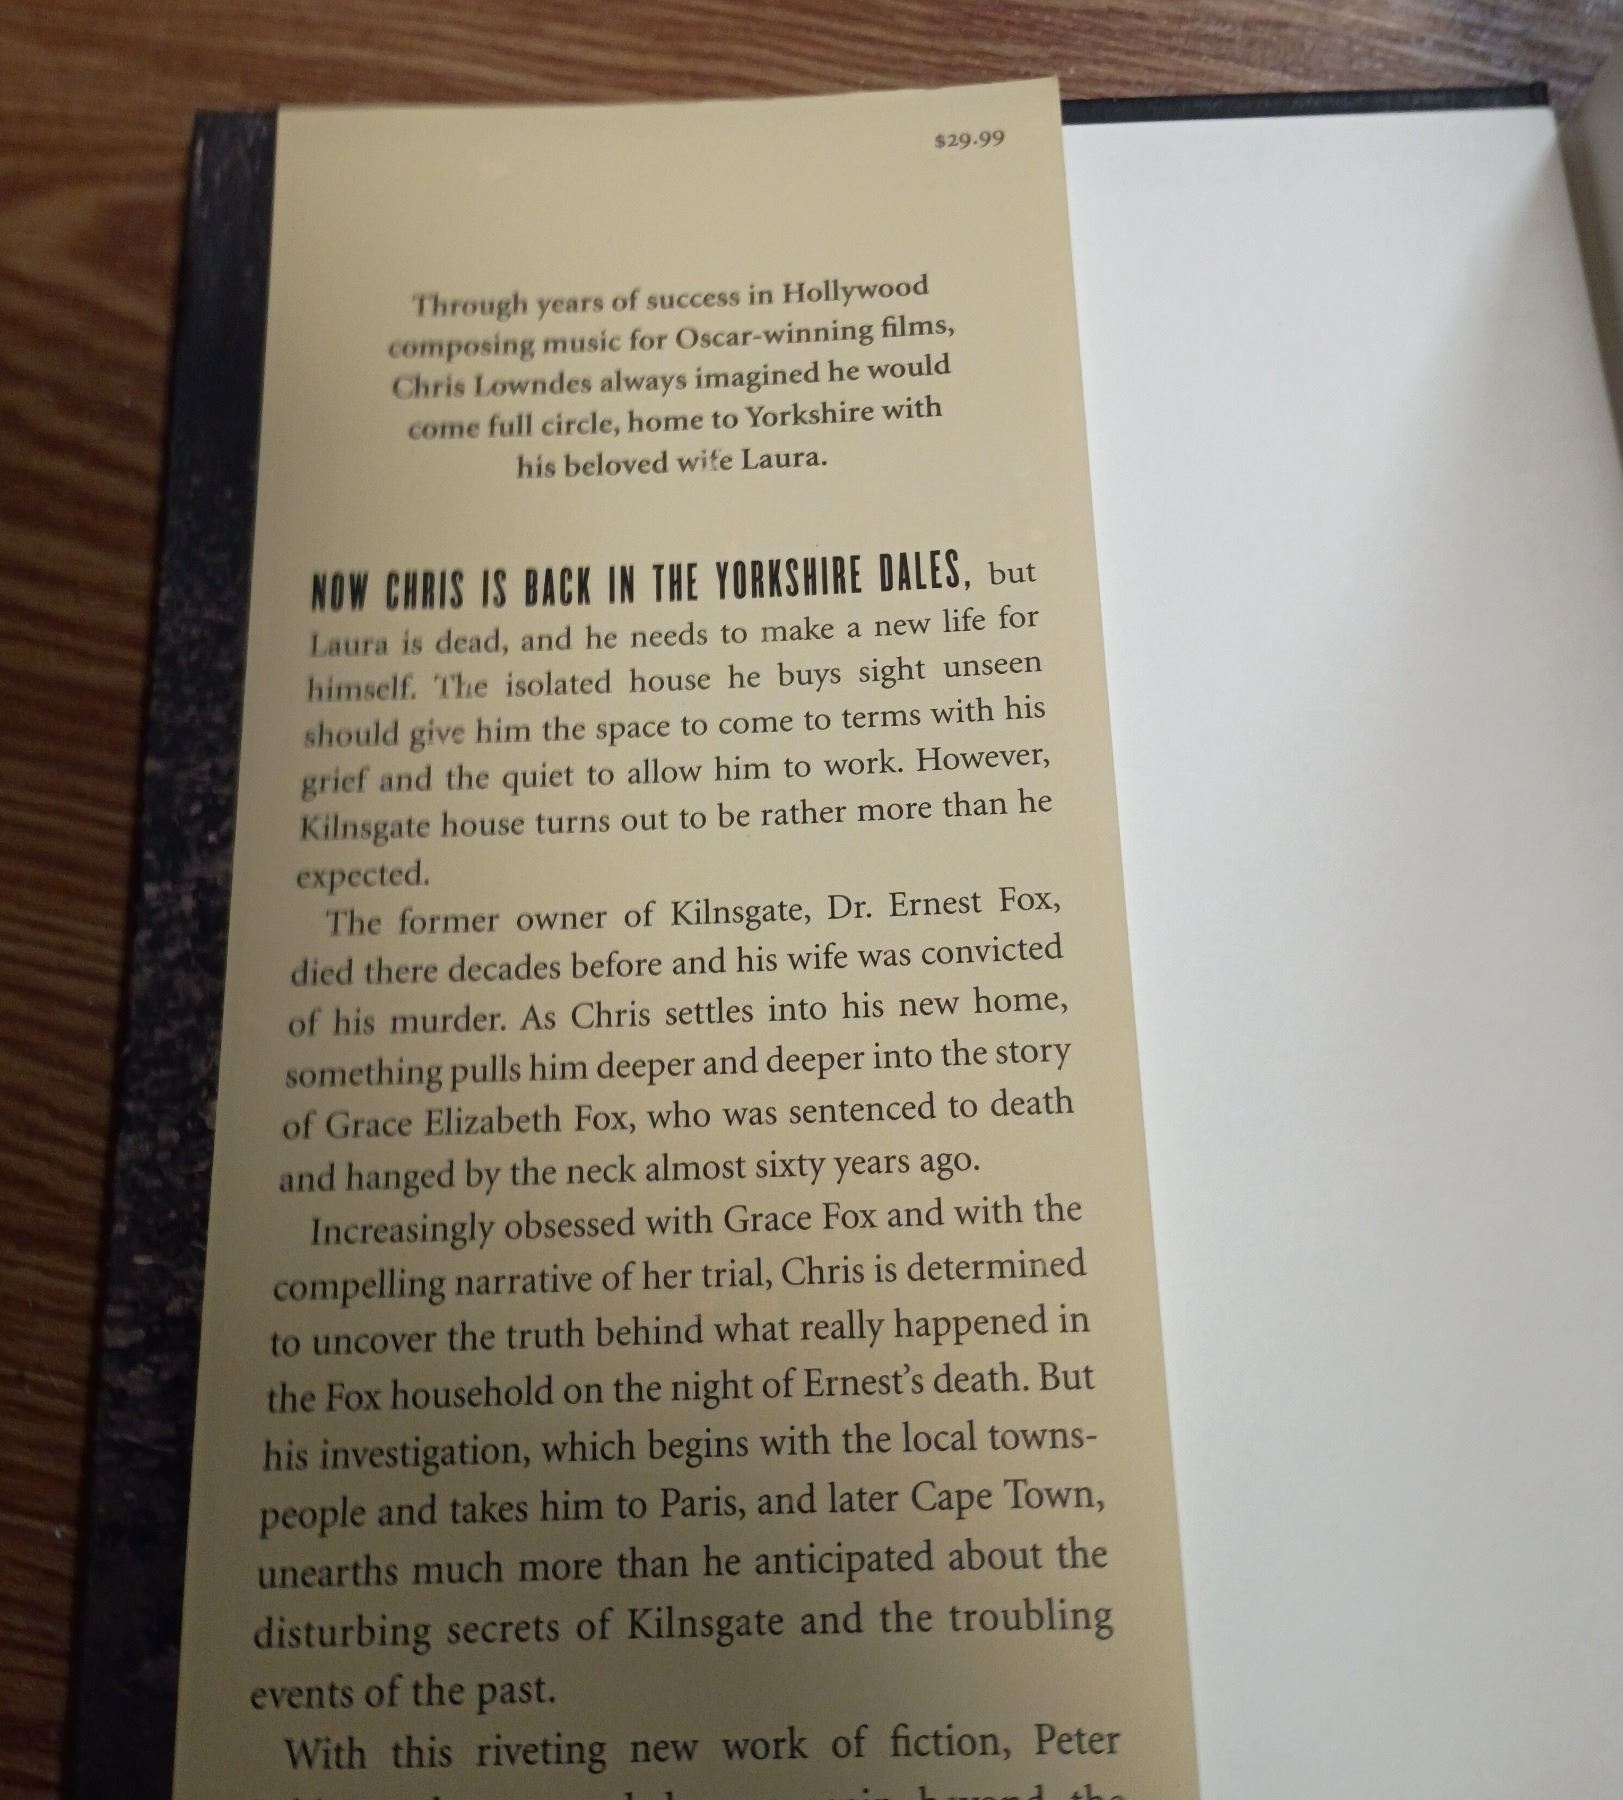 $29.99
Through years of success in Hollywood
composing music for Oscar-winning films,
Chris Lowndes always imagined he would
come full circle, home to Yorkshire with
his beloved wife Laura.
NOW CHRIS IS BACK IN THE YORKSHIRE DALES, but
Laura is dead, and he needs to make a new life for
himself. The isolated house he buys sight unseen
should give him the space to come to terms with his
grief and the quiet to allow him to work. However,
Kilnsgate house turns out to be rather more than he
expected.
The former owner of Kilnsgate, Dr. Ernest Fox,
died there decades before and his wife was convicted
of his murder. As Chris settles into his new home,
something pulls him deeper and deeper into the story
of Grace Elizabeth Fox, who was sentenced to death
and hanged by the neck almost sixty years ago.
Increasingly obsessed with Grace Fox and with the
compelling narrative of her trial, Chris is determined
to uncover the truth behind what really happened in
the Fox household on the night of Ernest's death. But
his investigation, which begins with the local towns-
people and takes him to Paris, and later Cape Town,
unearths much more than he anticipated about the
disturbing secrets of Kilnsgate and the troubling
events of the past.
With this riveting new work of fiction, Peter